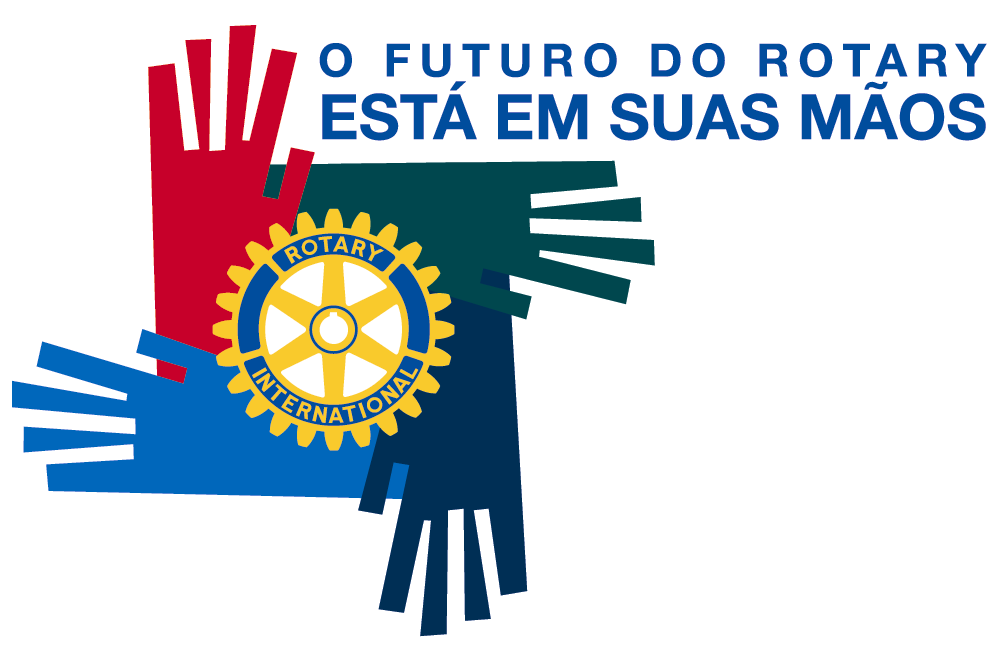 O FUTURO DO ROTARY
ESTÁ EM SUAS MÃOS
ROTARY
INTERNATIONAL